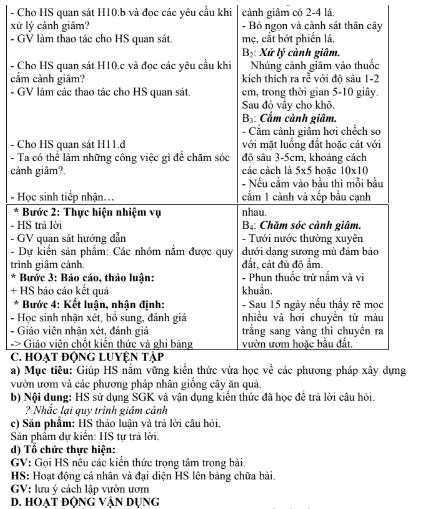 - Cho HS quan sát H10.b và đọc các yêu cầu khi
xử lý cành giâm?
- GV làm thao tác cho HS quan sát.
- Cho HS quan sát H10.c và đọc các yêu cầu khi
cắm cành giâm?
- GV làm các thao tác cho HS quan sát.
- Cho HS quan sát H11.d
- Ta có thể làm những công việc gì để chăm sóc
cành giâm?.
- Học sinh tiếp nhận…
* Bước 2: Thực hiện nhiệm vụ
- HS trả lời
- GV quan sát hướng dẫn
- Dự kiến sản phẩm: Các nhóm nắm được quy
trình giâm cành.
* Bước 3: Báo cáo, thảo luận:
+ HS báo cáo kết quả
* Bước 4: Kết luận, nhận định:
- Học sinh nhận xét, bổ sung, đánh giá
- Giáo viên nhận xét, đánh giá
-> Giáo viên chốt kiến thức và ghi bảng
cành giâm có 2-4 lá.
- Bỏ ngọn và cành sát thân cây
mẹ, cắt bớt phiến lá.
B₂: Xử lý cành giâm.
Nhúng cành giâm vào thuốc
kích thích ra rễ với độ sâu 1-2
cm, trong thời gian 5-10 giây.
Sau đó vẩy cho khô.
B₃: Cắm cành giâm.
- Cắm cành giâm hơi chếch so
với mặt luống đất hoặc cát với
độ sâu 3-5cm, khoảng cách
các cách là 5x5 hoặc 10x10
- Nếu cắm vào bầu thì mỗi bầu
cắm 1 cành và xếp bầu cạnh
nhau.
B₄: Chăm sóc cành giâm.
- Tưới nước thường xuyên
dưới dạng sương mù đảm bảo
đất, cát đủ độ ẩm.
- Phun thuốc trừ nấm và vi
khuẩn.
- Sau 15 ngày nếu thấy rẽ mọc
nhiều và hơi chuyển từ màu
trắng sang vàng thì chuyển ra
vườn ươm hoặc bầu đất.
C. HOẠT ĐỘNG LUYỆN TẬP
a) Mục tiêu: Giúp HS nắm vững kiến thức vừa học về các phương pháp xây dựng
vườn ươm và các phương pháp nhân giống cây ăn quả.
b) Nội dung: HS sử dụng SGK và vận dụng kiến thức đã học để trả lời câu hỏi.
? Nhắc lại quy trình giâm cành
c) Sản phẩm: HS thảo luận và trả lời câu hỏi.
Sản phẩm dự kiến: HS tự trả lời.
d) Tổ chức thực hiện:
GV: Gọi HS nêu các kiến thức trọng tâm trong bài.
HS: Hoạt động cá nhân và đại diện HS lên bảng chữa bài.
GV: lưu ý cách lập vườn ươm
D. HOẠT ĐỘNG VẬN DỤNG